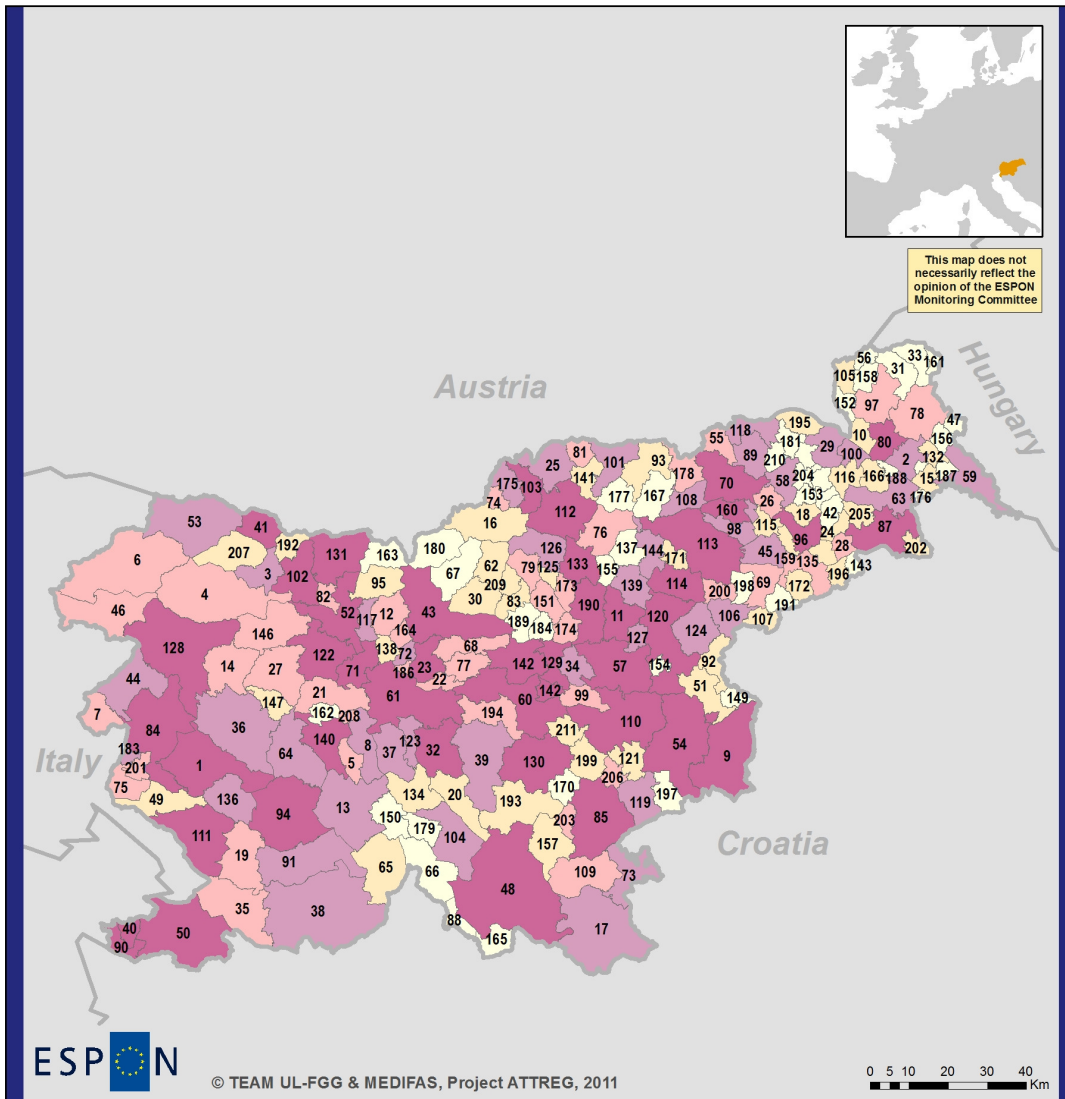 This map does not
necessarily reflect the
opinion of the ESPON
Monitoring Committee
Austria
Hungary
Italy
Croatia
56 33 161
105 158 31
152 97 78
47
195 10 80 156
118 181 29 100 2 132
55 89 210
81 101 93 178 70 58 204 116 166 188 15 187 59
25 141
175 103 177 167 108 26 153 63 176
74 112 160 18 42 205
16 76 98 115 96 24 87
53 41 126 137 144 113 45 159 135 28 202
207 192 131 163 180 62 79 125 133 155 171 143
6 3 102 67 209 173 139 114 200 198 69 172 196
4 82 95 30 83 151 190 11 120 106 191
46 52 117 12 43 189 184 174 127 124 107
146 164
128 122 138 72 68 142 129 34 57 154 92
14 27 71 186 23 77
44 22 51
21 61 142 99 149
147 60
7 162 208 194 110
36 211
84 140 8 123 54 9
183 64 37 32 39 130 199 121
201 1 5 206
75 49 136 13 134 20 193 170 119 197
94 150 203 85
111 179 104
19 91 65 157
66 109 73
35 38 48
40 50 88 17
90 165
ESPON
© TEAM UL-FGG & MEDIFAS, Project ATTREG, 2011
0 5 10 20 30 40
Km